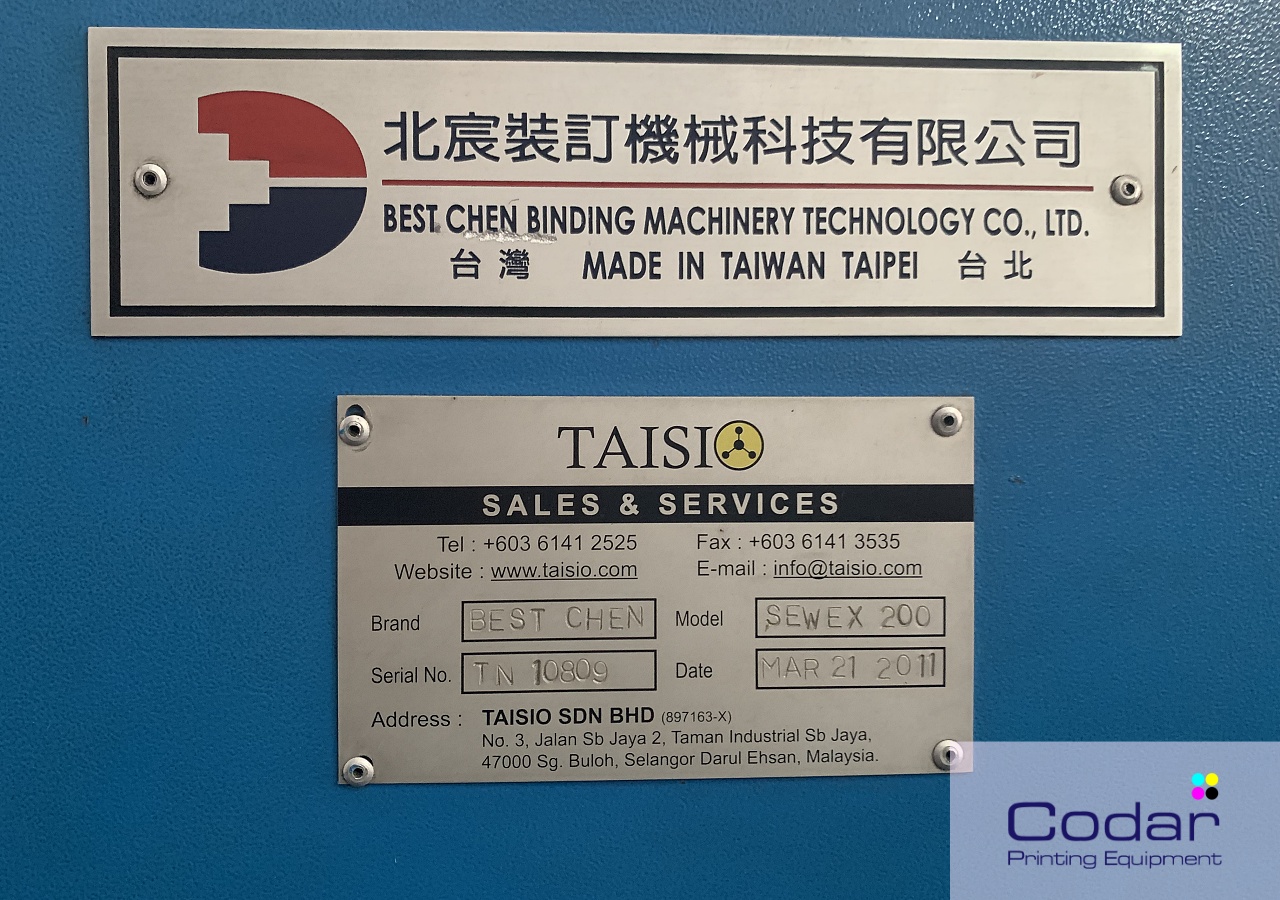 北宸裝訂機械科技有限公司
BEST CHEN BINDING MACHINERY TECHNOLOGY CO., LTD.
台灣 MADE IN TAIWAN TAIPEI 台北
TAISIO
SALES & SERVICES
Tel : +603 6141 2525 Fax : +603 6141 3535
Website : www.taisio.com E-mail : info@taisio.com
Brand BEST CHEN Model SEWEX 200
Serial No. TN 10809 Date MAR 21 2011
Address : TAISIO SDN BHD (897163-X)
No. 3, Jalan Sb Jaya 2, Taman Industrial Sb Jaya,
47000 Sg. Buloh, Selangor Darul Ehsan, Malaysia.
Codar
Printing Equipment